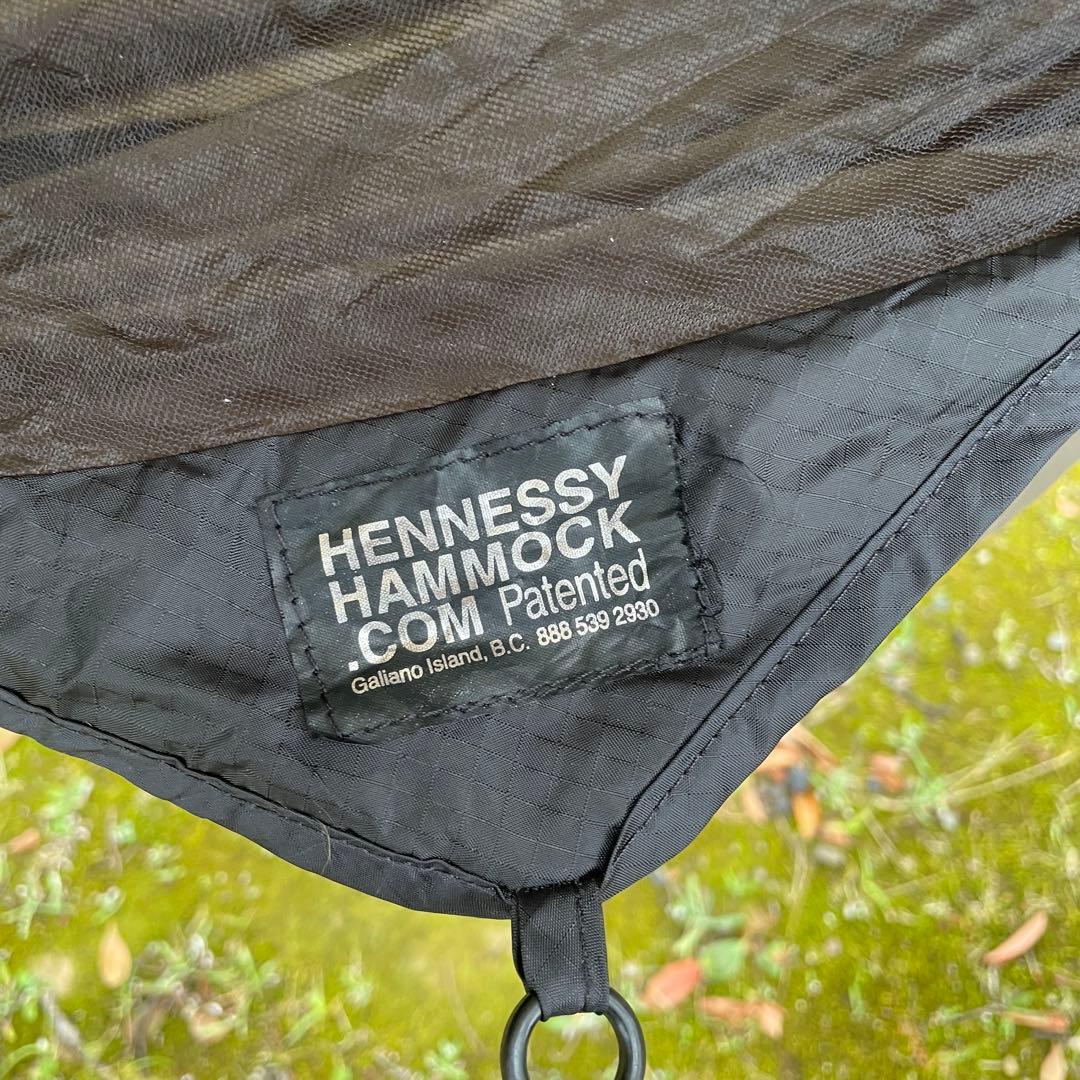 HENNESSY
HAMMOCK
.COM Patented
Galiano Island, B.C. 888 539 2930